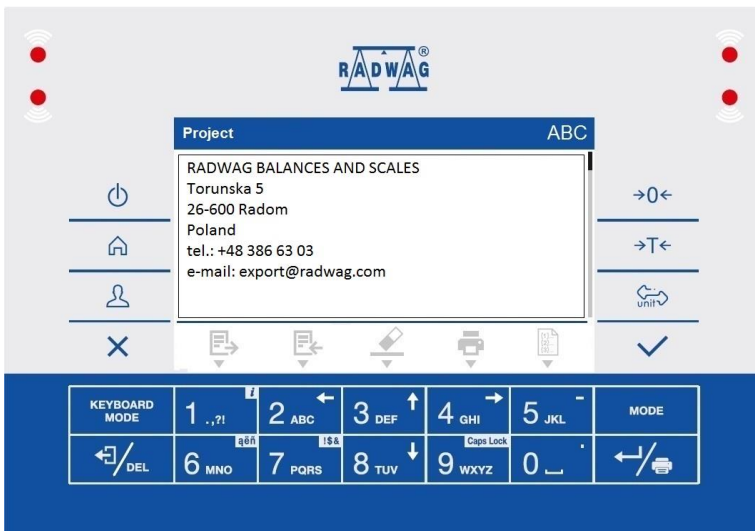 RADWAG®
Project ABC
RADWAG BALANCES AND SCALES
Torunska 5
26-600 Radom
Poland
tel.: +48 386 63 03
e-mail: export@radwag.com
→0←
→T←
unit
KEYBOARD MODE
1 .,?! i
2 ABC ←
3 DEF ↑
4 GHI →
5 JKL -
MODE
/DEL
6 MNO ąëñ
7 PQRS !$&
8 TUV ↓
9 WXYZ Caps Lock
0 .